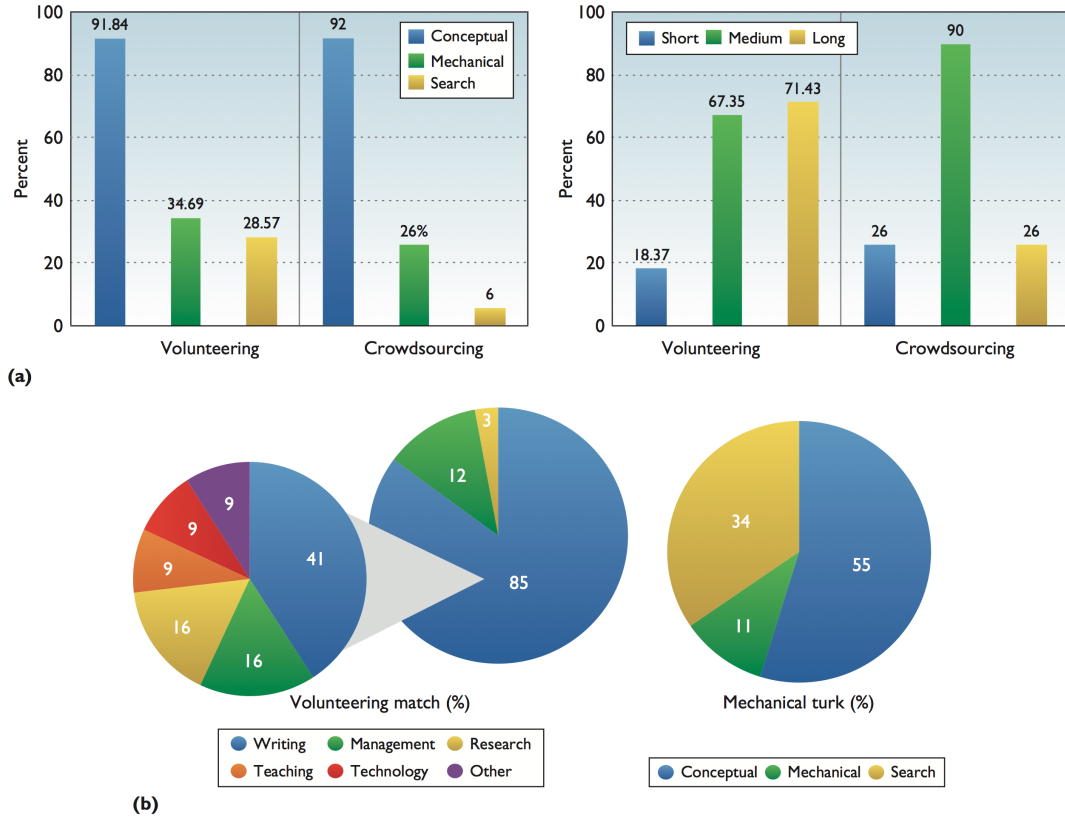 100
80
60
40
20
0
Percent
91.84
34.69
28.57
92
26%
6
Conceptual
Mechanical
Search
Volunteering
Crowdsourcing
100
80
60
40
20
0
Percent
Short Medium Long
18.37
67.35
71.43
26
90
26
Volunteering
Crowdsourcing
(a)
41
16
16
9
9
9
85
12
3
Volunteering match (%)
Writing Management Research
Teaching Technology Other
55
11
34
Mechanical turk (%)
Conceptual Mechanical Search
(b)